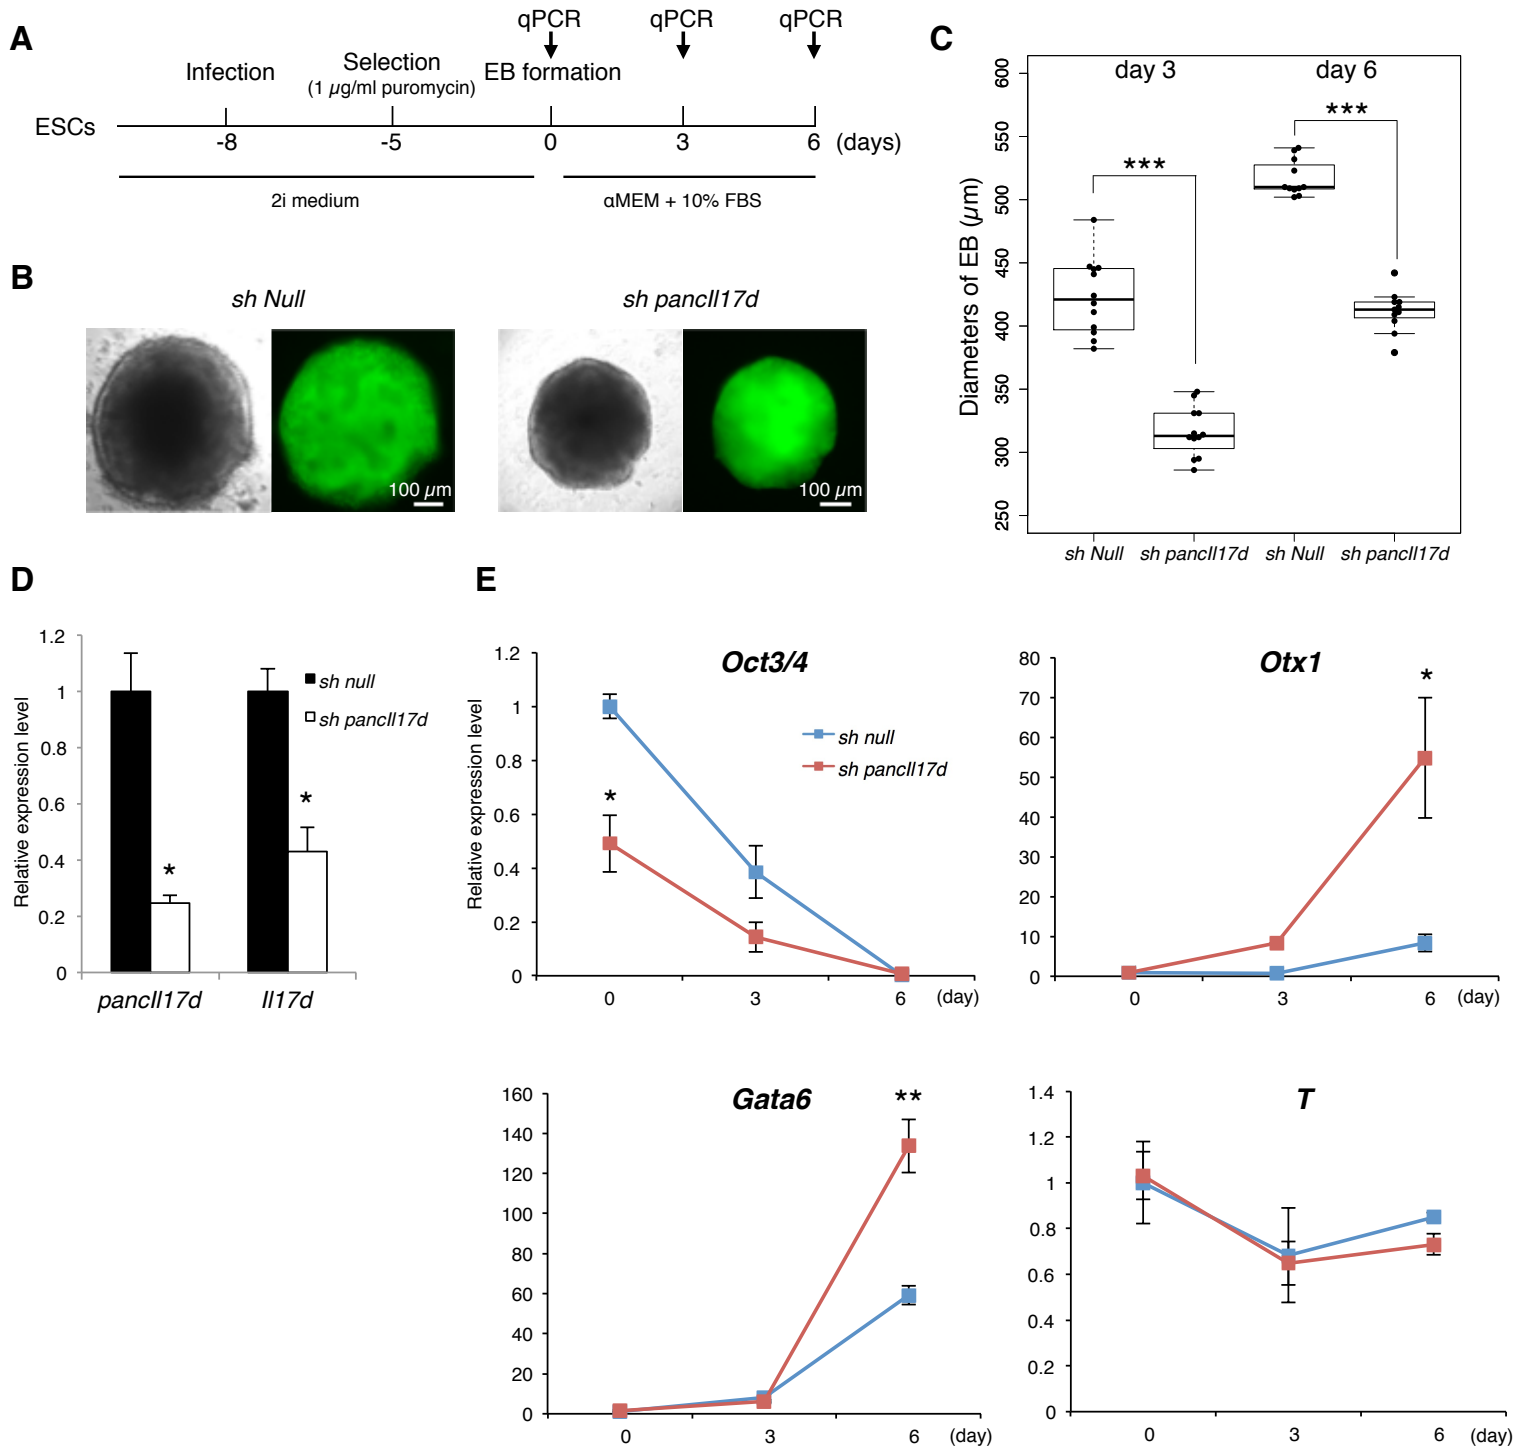 A
qPCR qPCR qPCR
Infection Selection EB formation
(1 µg/ml puromycin)
ESCs
-8 -5 0 3 6 (days)
2i medium αMEM + 10% FBS
B
sh Null sh pancIl17d
100 µm 100 µm
C
day 3 day 6
*** ***
Diameters of EB (µm)
600
550
500
450
400
350
300
250
sh Null sh pancIl17d sh Null sh pancIl17d
D
Relative expression level
1.2
1
0.8
0.6
0.4
0.2
0
sh null
sh pancIl17d
* *
pancIl17d Il17d
E
Oct3/4
Relative expression level
1.2
1
0.8
0.6
0.4
0.2
0
*
sh null
sh pancIl17d
0 3 6 (day)
Otx1
80
70
60
50
40
30
20
10
0
*
0 3 6 (day)
Gata6
160
140
120
100
80
60
40
20
0
**
0 3 6 (day)
T
1.4
1.2
1
0.8
0.6
0.4
0.2
0
0 3 6 (day)